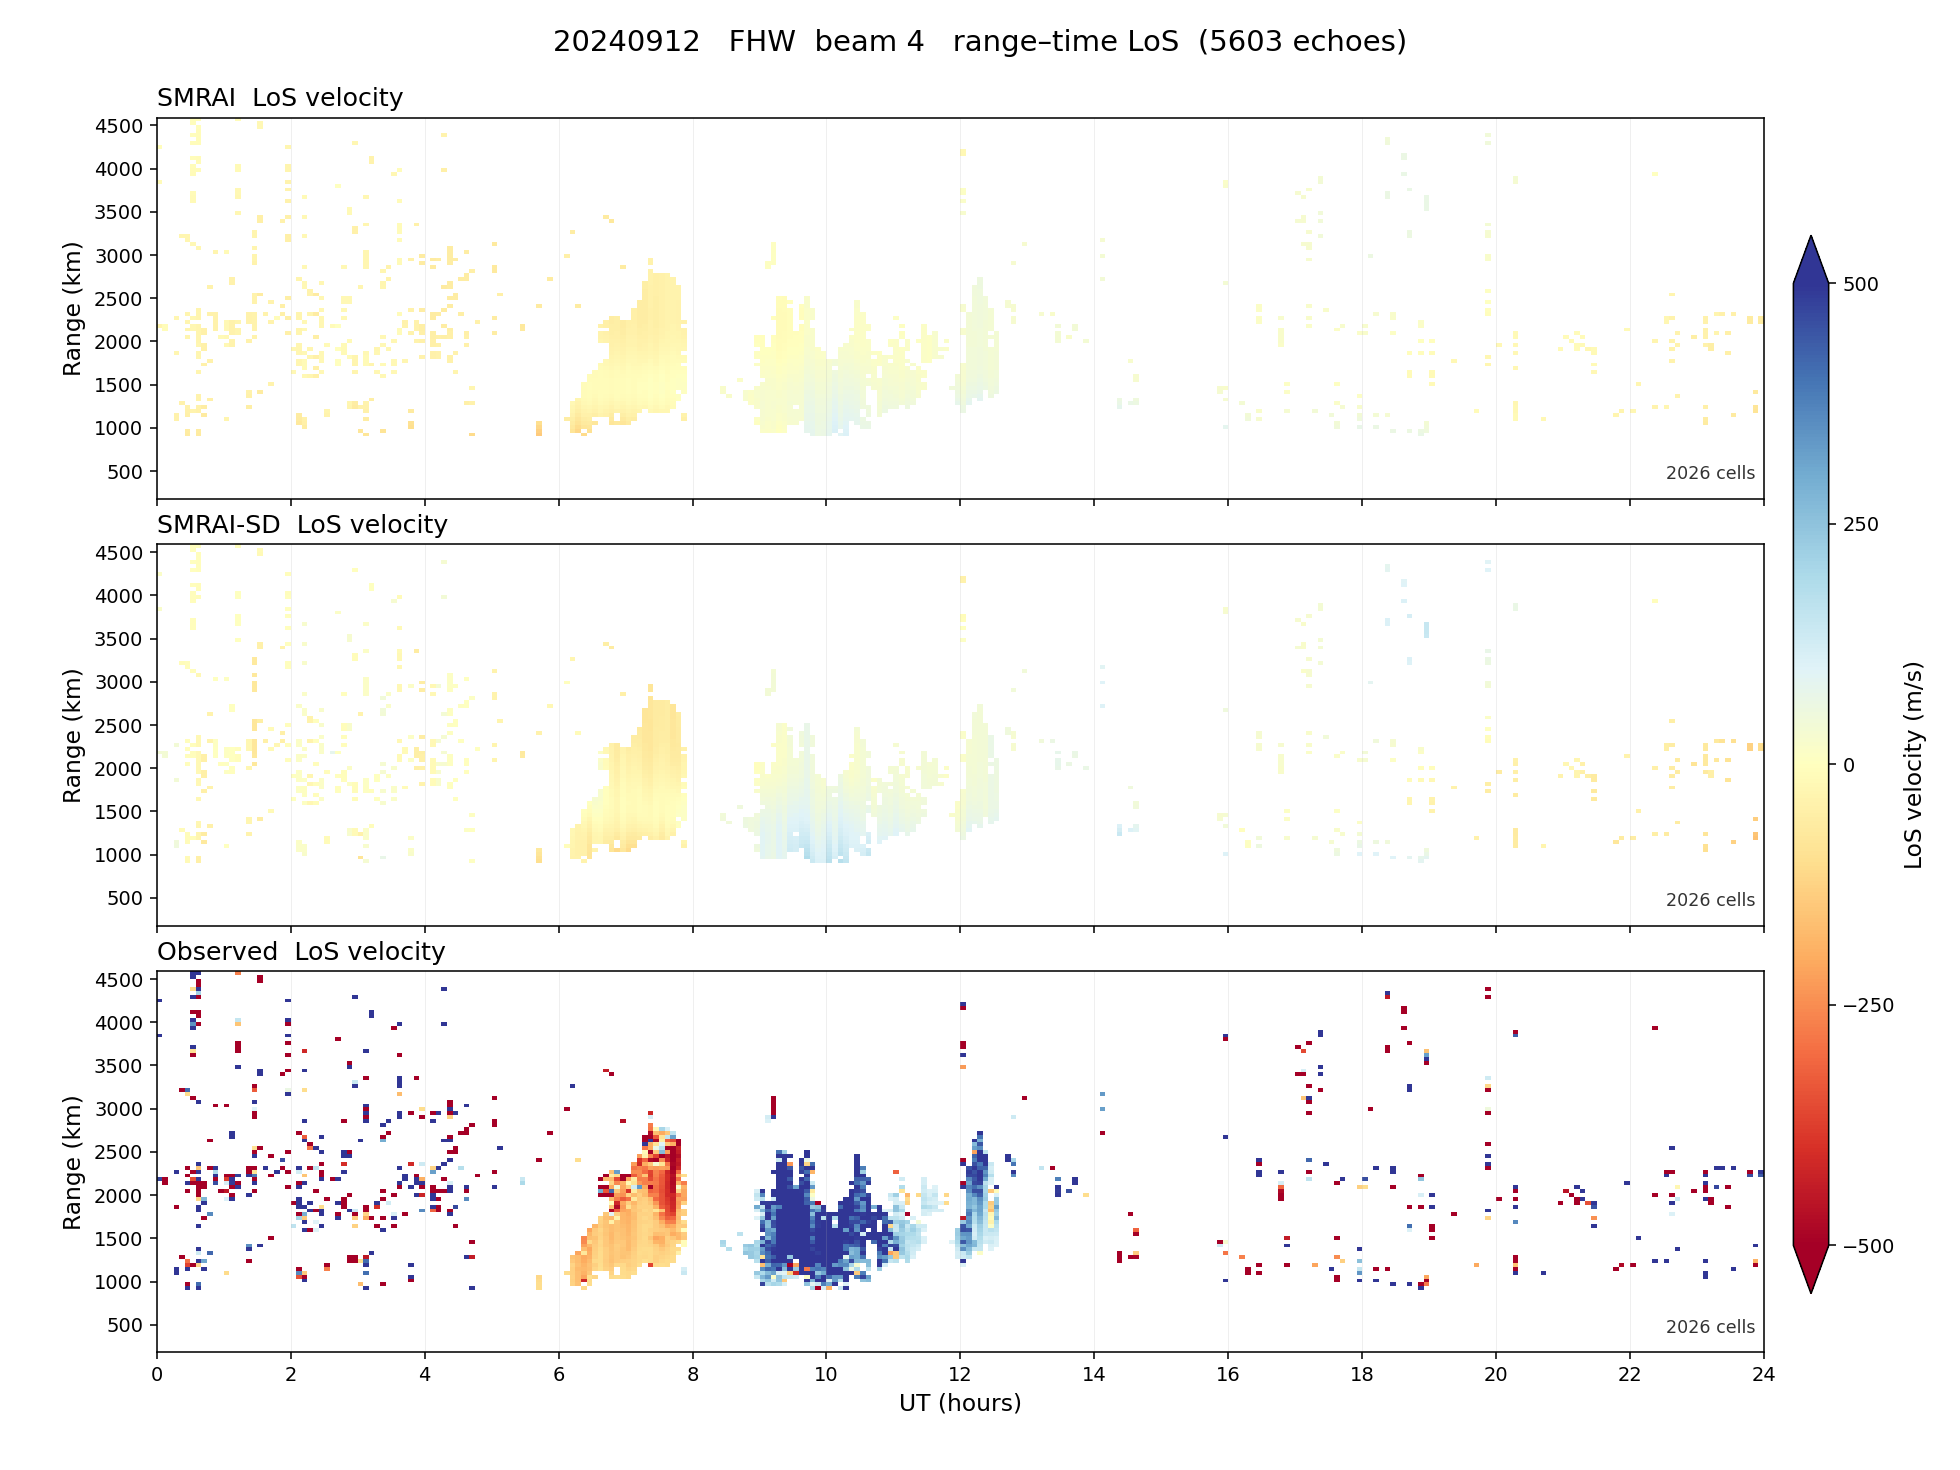 20240912   FHW  beam 4   range–time LoS  (5603 echoes)
SMRAI  LoS velocity
4500
4000
3500
3000
2500
2000
1500
1000
500
Range (km)
2026 cells
SMRAI-SD  LoS velocity
4500
4000
3500
3000
2500
2000
1500
1000
500
Range (km)
2026 cells
Observed  LoS velocity
4500
4000
3500
3000
2500
2000
1500
1000
500
Range (km)
2026 cells
0 2 4 6 8 10 12 14 16 18 20 22 24
UT (hours)
500
250
0
−250
−500
LoS velocity (m/s)